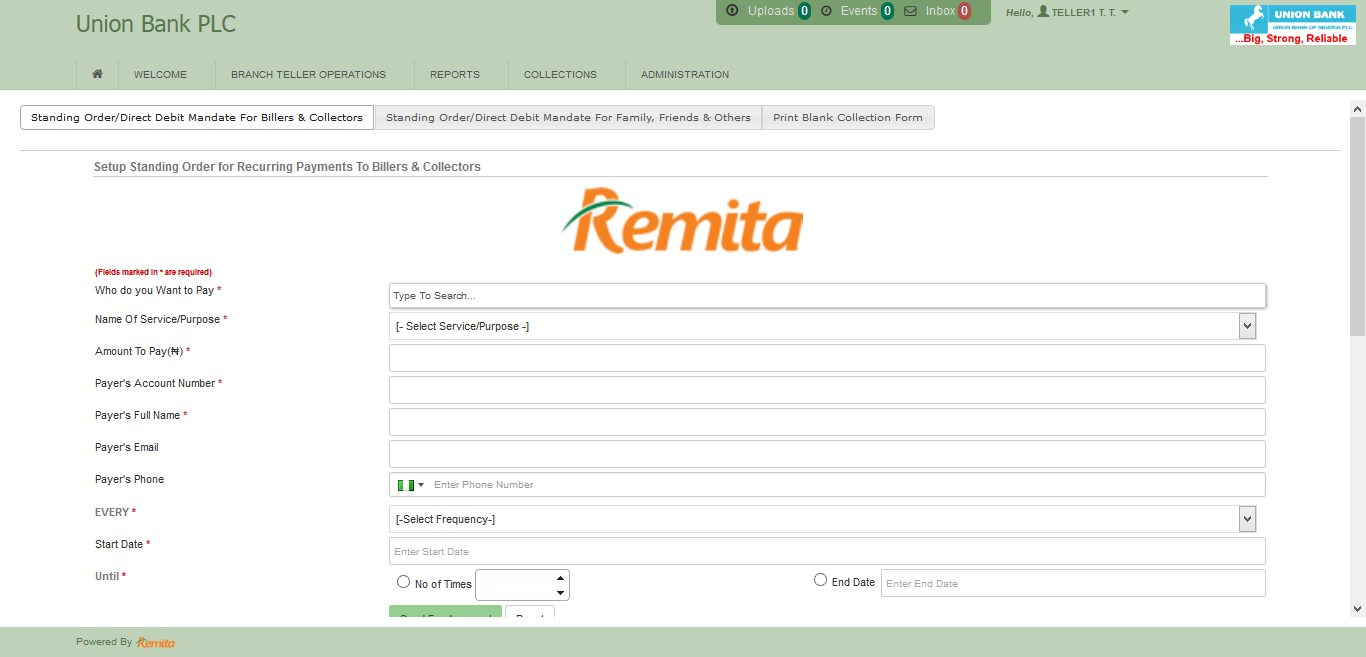 Union Bank PLC
Uploads 0 Events 0 Inbox 0
Hello, TELLER1 T. T.
UNION BANK
UNION BANK OF NIGERIA PLC
...Big, Strong, Reliable
WELCOME BRANCH TELLER OPERATIONS REPORTS COLLECTIONS ADMINISTRATION
Standing Order/Direct Debit Mandate For Billers & Collectors Standing Order/Direct Debit Mandate For Family, Friends & Others Print Blank Collection Form
Setup Standing Order for Recurring Payments To Billers & Collectors
Remita
(Fields marked in * are required)
Who do you Want to Pay * Type To Search...
Name Of Service/Purpose * [- Select Service/Purpose -]
Amount To Pay(₦) *
Payer's Account Number *
Payer's Full Name *
Payer's Email
Payer's Phone Enter Phone Number
EVERY * [-Select Frequency-]
Start Date * Enter Start Date
Until * No of Times End Date Enter End Date
Powered By Remita